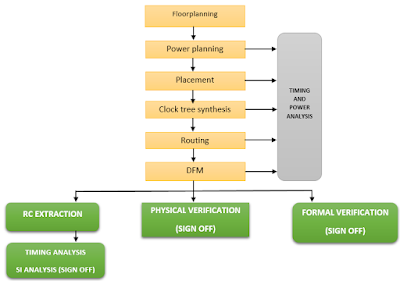 Floorplanning
Power planning
Placement
Clock tree synthesis
Routing
DFM
TIMING
AND
POWER
ANALYSIS
RC EXTRACTION
PHYSICAL VERIFICATION
(SIGN OFF)
FORMAL VERIFICATION
(SIGN OFF)
TIMING ANALYSIS
SI ANALYSIS (SIGN OFF)